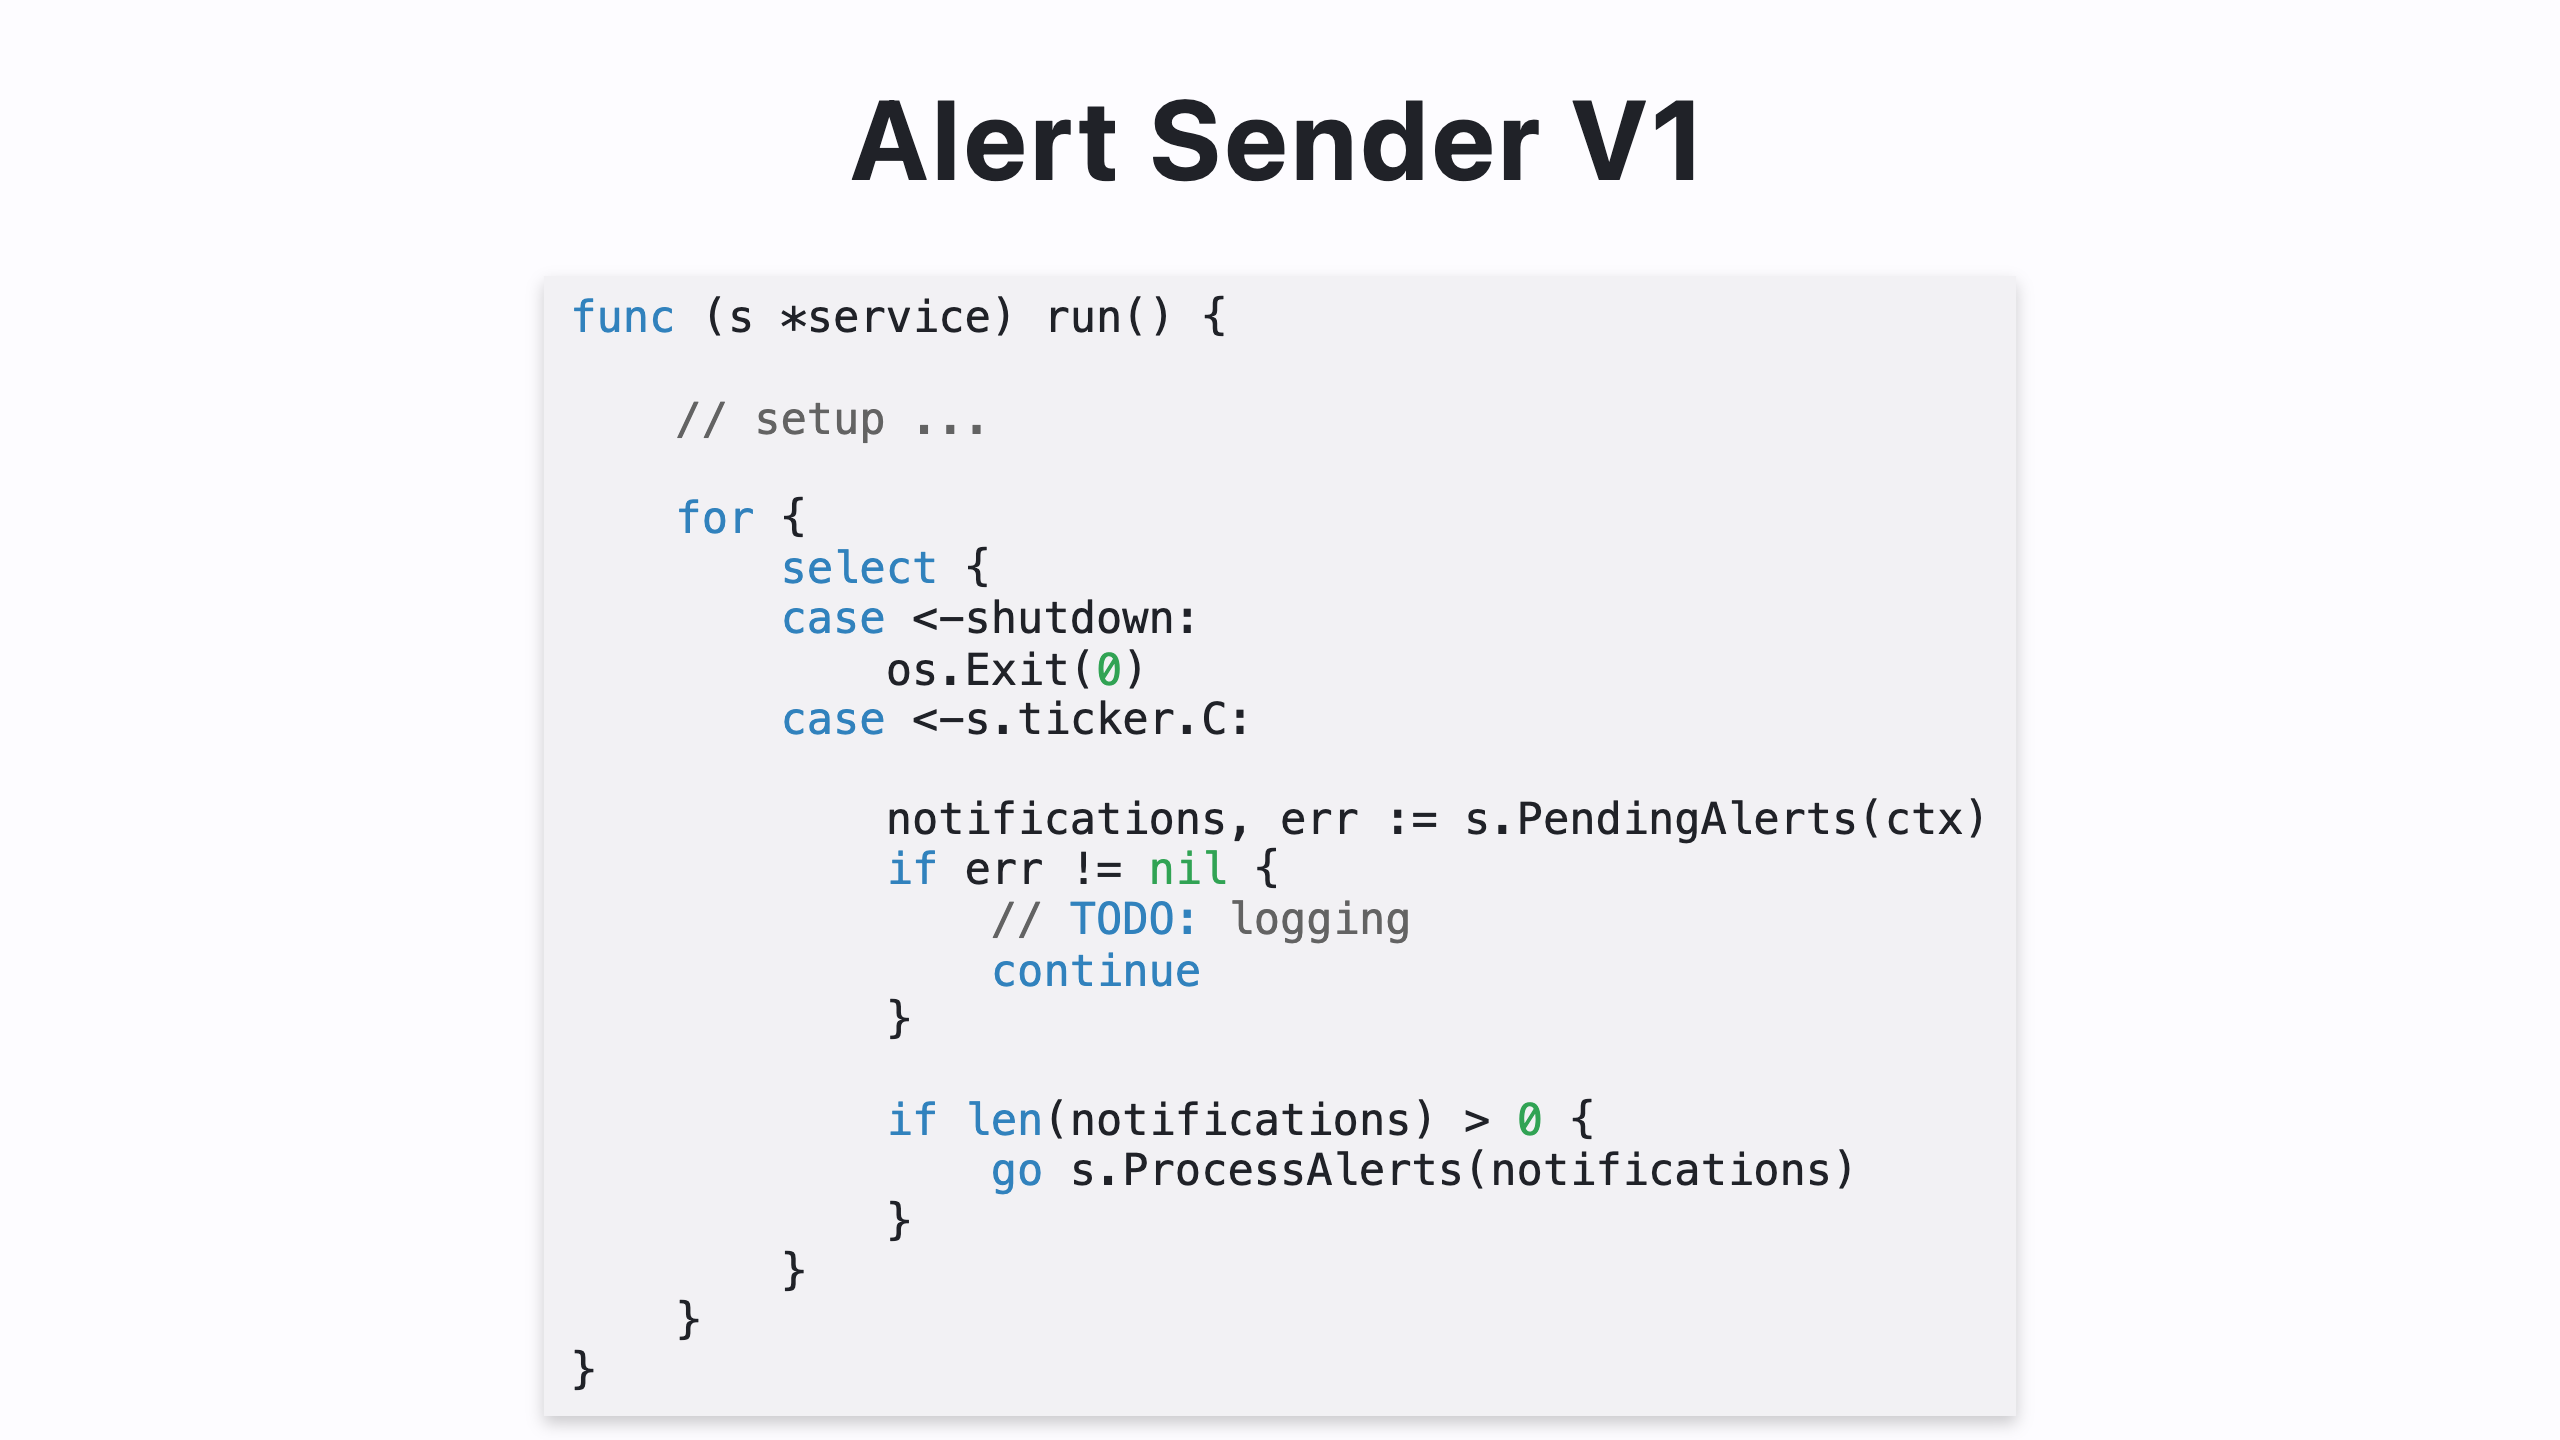 Alert Sender V1
func (s *service) run() {
    // setup ...
    for {
        select {
        case <-shutdown:
            os.Exit(0)
        case <-s.ticker.C:
            notifications, err := s.PendingAlerts(ctx)
            if err != nil {
                // TODO: logging
                continue
            }
            if len(notifications) > 0 {
                go s.ProcessAlerts(notifications)
            }
        }
    }
}